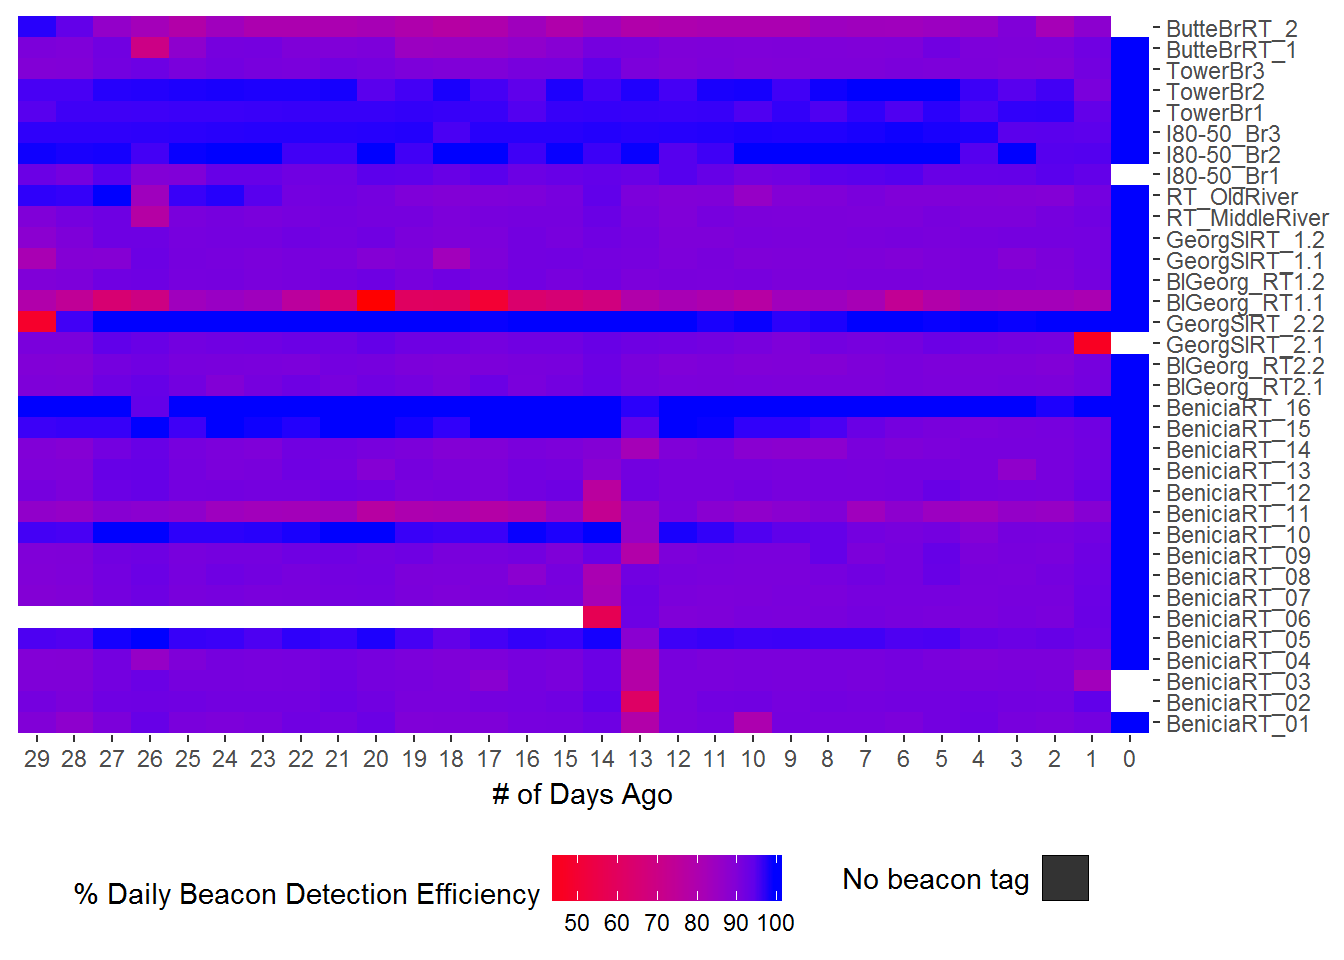 ButteBrRT_2
ButteBrRT_1
TowerBr3
TowerBr2
TowerBr1
I80-50_Br3
I80-50_Br2
I80-50_Br1
RT_OldRiver
RT_MiddleRiver
GeorgSlRT_1.2
GeorgSlRT_1.1
BlGeorg_RT1.2
BlGeorg_RT1.1
GeorgSlRT_2.2
GeorgSlRT_2.1
BlGeorg_RT2.2
BlGeorg_RT2.1
BeniciaRT_16
BeniciaRT_15
BeniciaRT_14
BeniciaRT_13
BeniciaRT_12
BeniciaRT_11
BeniciaRT_10
BeniciaRT_09
BeniciaRT_08
BeniciaRT_07
BeniciaRT_06
BeniciaRT_05
BeniciaRT_04
BeniciaRT_03
BeniciaRT_02
BeniciaRT_01
29 28 27 26 25 24 23 22 21 20 19 18 17 16 15 14 13 12 11 10 9 8 7 6 5 4 3 2 1 0
# of Days Ago
% Daily Beacon Detection Efficiency
50 60 70 80 90 100
No beacon tag